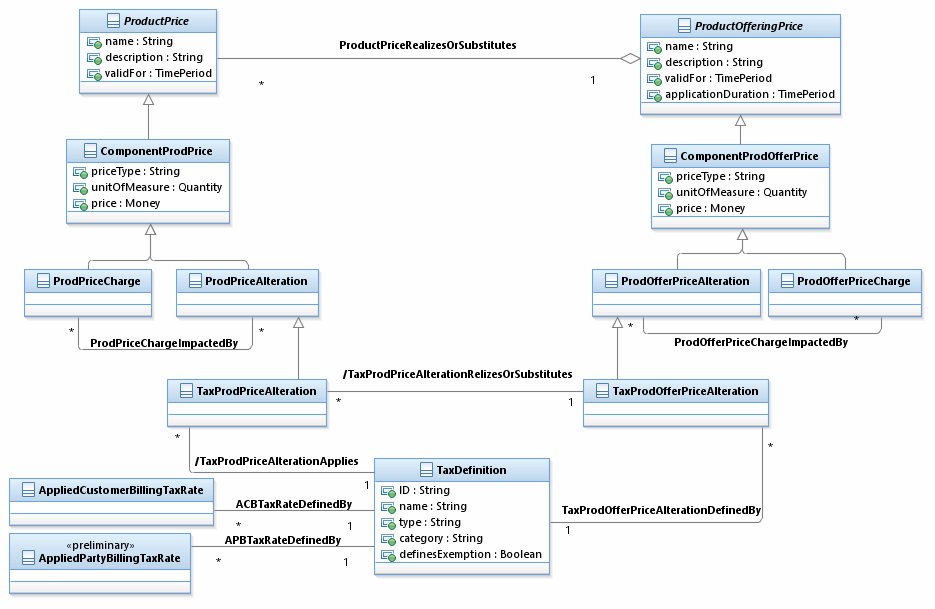 ProductPrice
name : String
description : String
validFor : TimePeriod
ProductPriceRealizesOrSubstitutes
*
1
ProductOfferingPrice
name : String
description : String
validFor : TimePeriod
applicationDuration : TimePeriod
ComponentProdPrice
priceType : String
unitOfMeasure : Quantity
price : Money
ComponentProdOfferPrice
priceType : String
unitOfMeasure : Quantity
price : Money
ProdPriceCharge
ProdPriceAlteration
*
*
ProdPriceChargeImpactedBy
ProdOfferPriceAlteration
ProdOfferPriceCharge
*
*
ProdOfferPriceChargeImpactedBy
TaxProdPriceAlteration
/TaxProdPriceAlterationRelizesOrSubstitutes
*
1
TaxProdOfferPriceAlteration
*
/TaxProdPriceAlterationApplies
1
*
TaxDefinition
ID : String
name : String
type : String
category : String
definesExemption : Boolean
TaxProdOfferPriceAlterationDefinedBy
1
AppliedCustomerBillingTaxRate
ACBTaxRateDefinedBy
*
1
«preliminary»
AppliedPartyBillingTaxRate
APBTaxRateDefinedBy
*
1